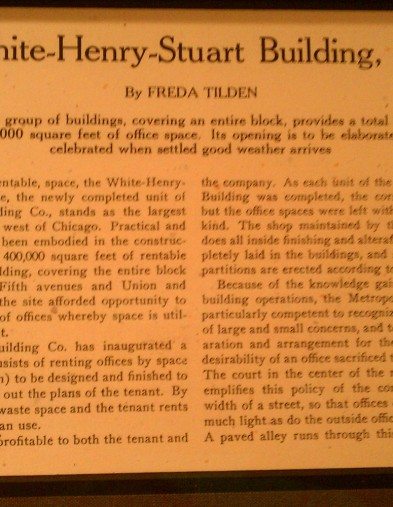 hite-Henry-Stuart Building,
By FREDA TILDEN
group of buildings, covering an entire block, provides a total
000 square feet of office space. Its opening is to be elaborate
celebrated when settled good weather arrives
entable, space, the White-Henry-
e, the newly completed unit of
ding Co., stands as the largest
west of Chicago. Practical and
been embodied in the construc-
400,000 square feet of rentable
lding, covering the entire block
Fifth avenues and Union and
the site afforded opportunity to
of offices whereby space is util-
t.
uilding Co. has inaugurated a
nsists of renting offices by space
n) to be designed and finished to
out the plans of the tenant. By
waste space and the tenant rents
an use.
profitable to both the tenant and
the company. As each unit of the
Building was completed, the cor
but the office spaces were left with
kind. The shop maintained by th
does all inside finishing and alterat
pletely laid in the buildings, and
partitions are erected according to
Because of the knowledge gai
building operations, the Metropo
particularly competent to recogniz
of large and small concerns, and t
aration and arrangement for the
desirability of an office sacrificed t
The court in the center of the
emplifies this policy of the co
width of a street, so that offices
much light as do the outside offic
A paved alley runs through thi